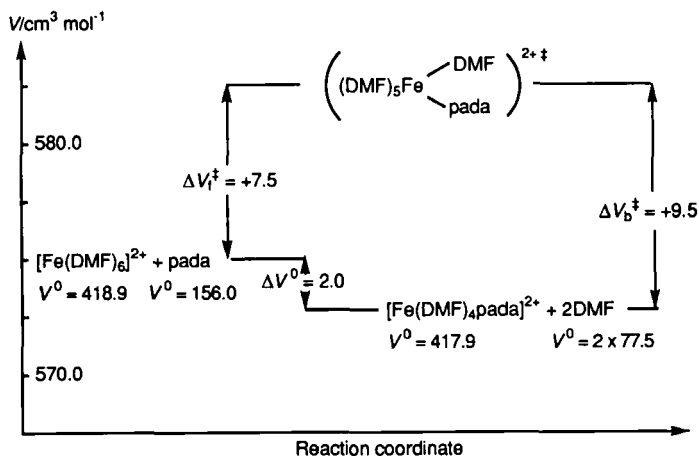 V/cm³ mol⁻¹
580.0
570.0
((DMF)₅Fe DMF pada)²⁺ ‡
ΔVf‡ = +7.5
ΔVb‡ = +9.5
[Fe(DMF)₆]²⁺ + pada
V⁰ = 418.9 V⁰ = 156.0
ΔV⁰ = 2.0
[Fe(DMF)₄pada]²⁺ + 2DMF
V⁰ = 417.9 V⁰ = 2 x 77.5
Reaction coordinate